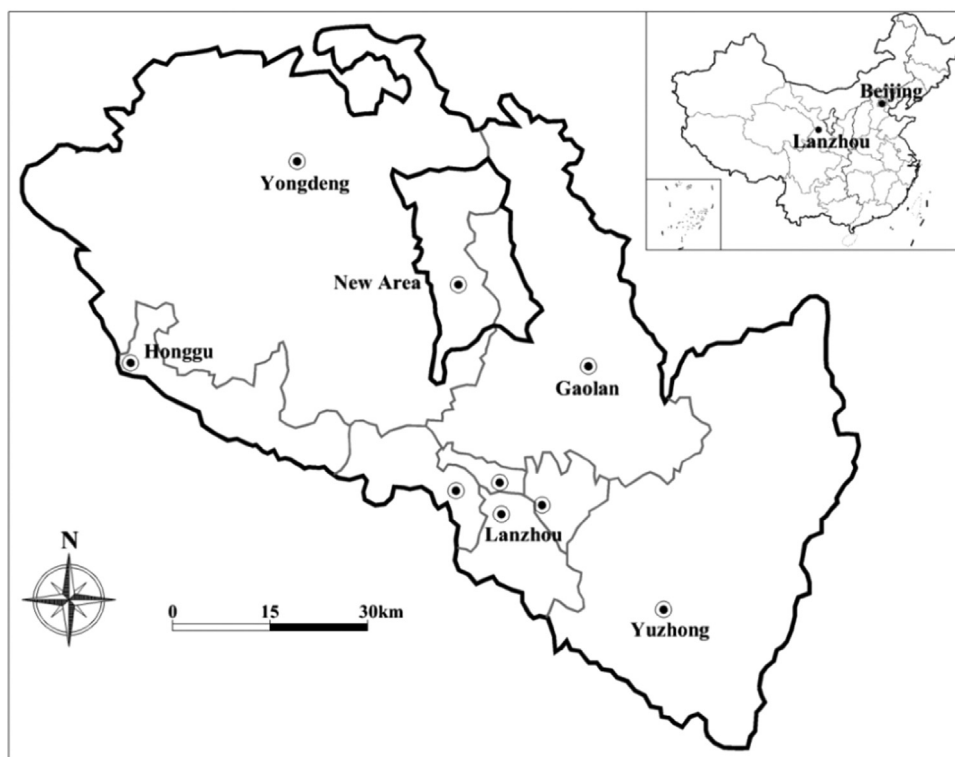 Beijing
Lanzhou
Yongdeng
New Area
Honggu
Gaolan
Lanzhou
N
0 15 30km
Yuzhong